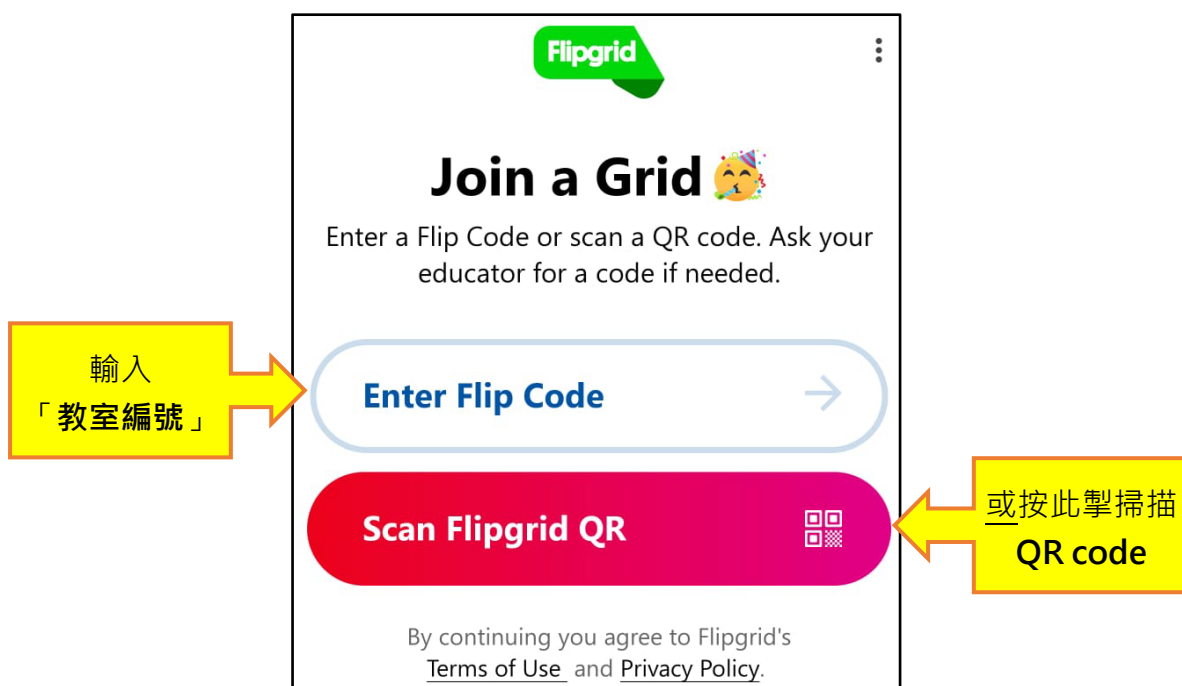 Flipgrid
Join a Grid
Enter a Flip Code or scan a QR code. Ask your
educator for a code if needed.
輸入
「教室編號」
Enter Flip Code
Scan Flipgrid QR
或按此掣掃描
QR code
By continuing you agree to Flipgrid's
Terms of Use and Privacy Policy.